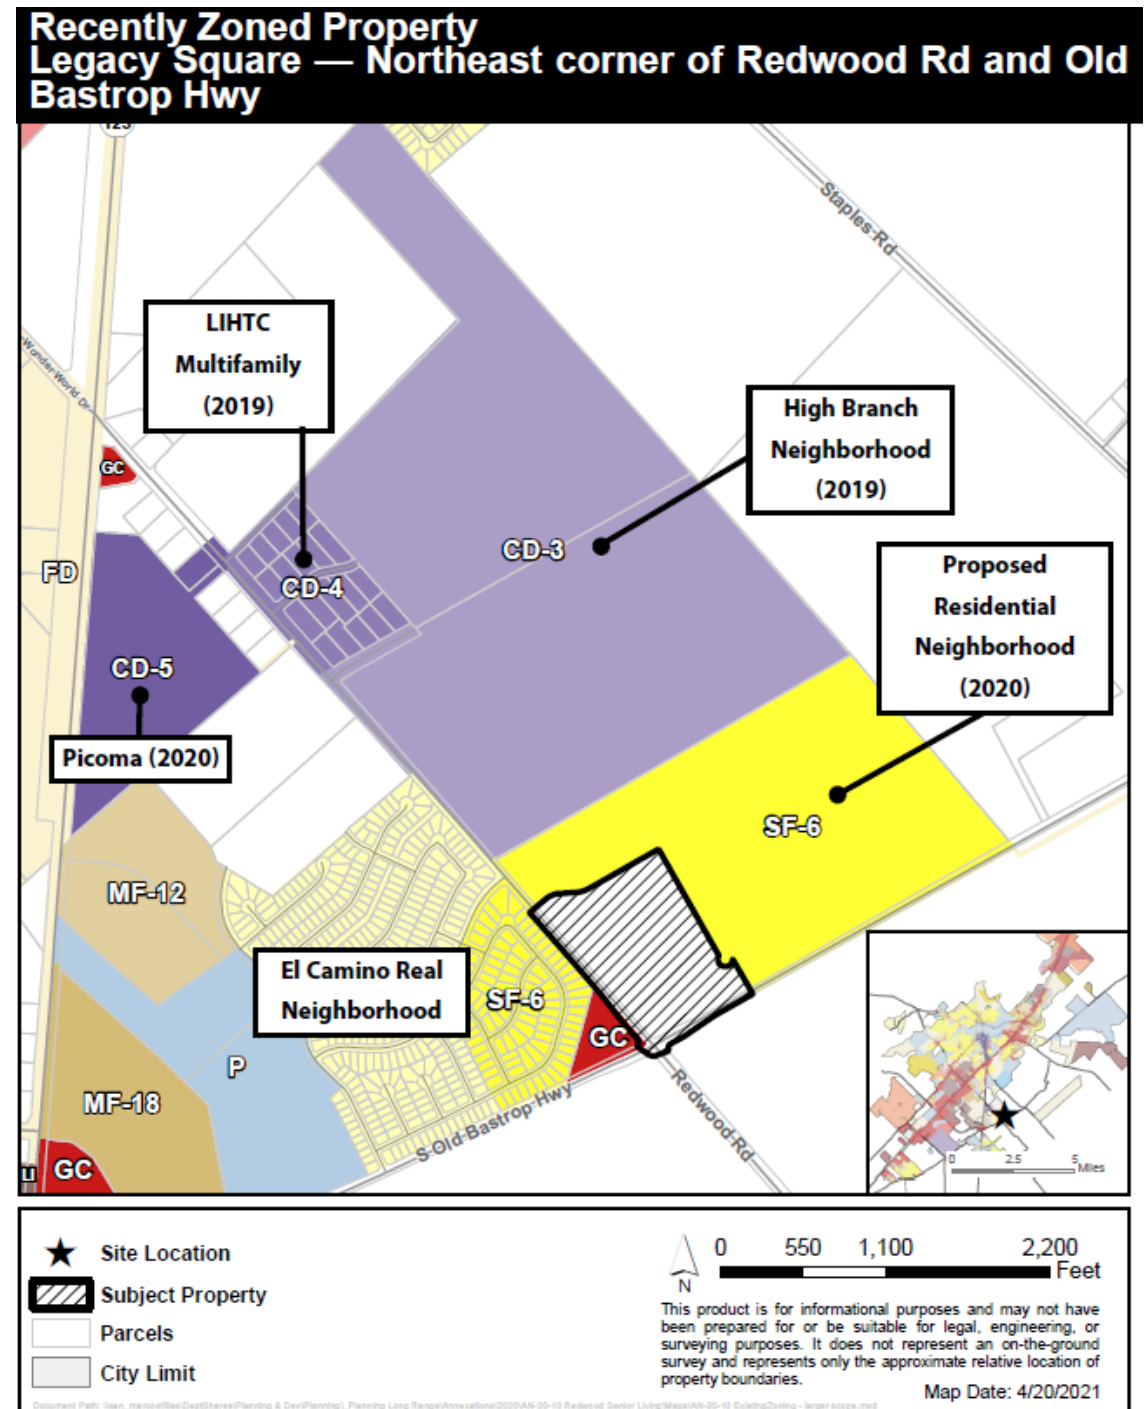 Recently Zoned Property
Legacy Square — Northeast corner of Redwood Rd and Old
Bastrop Hwy
123
Staples Rd
LIHTC
Multifamily
(2019)
Wonder World Dr
High Branch
Neighborhood
(2019)
GC
CD-3
Proposed
Residential
Neighborhood
(2020)
FD
CD-4
CD-5
Picoma (2020)
SF-6
MF-12
El Camino Real
Neighborhood
SF-6
GC
P
MF-18
Redwood Rd
S Old Bastrop Hwy
GC
0 2.5 5
Miles
Site Location
Subject Property
Parcels
City Limit
N
0 550 1,100 2,200
Feet
This product is for informational purposes and may not have
been prepared for or be suitable for legal, engineering, or
surveying purposes. It does not represent an on-the-ground
survey and represents only the approximate relative location of
property boundaries.
Map Date: 4/20/2021